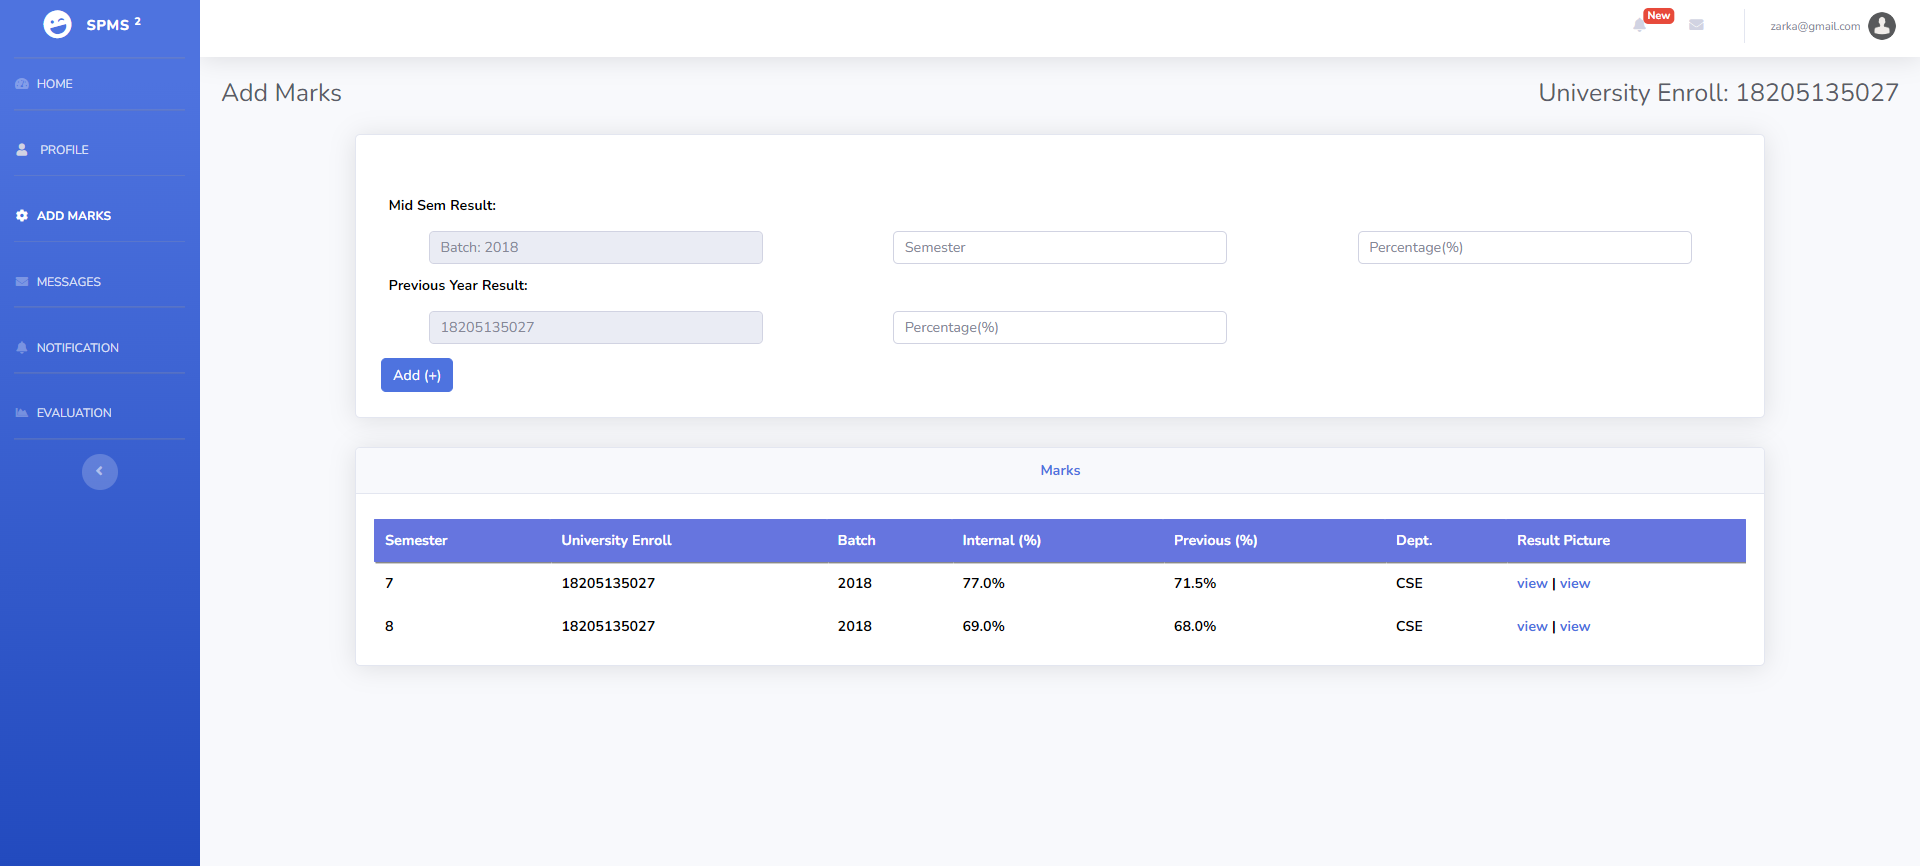 SPMS 2
New
zarka@gmail.com
HOME
PROFILE
ADD MARKS
MESSAGES
NOTIFICATION
EVALUATION
Add Marks
University Enroll: 18205135027
Mid Sem Result:
Batch: 2018
Semester
Percentage(%)
Previous Year Result:
18205135027
Percentage(%)
Add (+)
Marks
Semester University Enroll Batch Internal (%) Previous (%) Dept. Result Picture
7 18205135027 2018 77.0% 71.5% CSE view | view
8 18205135027 2018 69.0% 68.0% CSE view | view